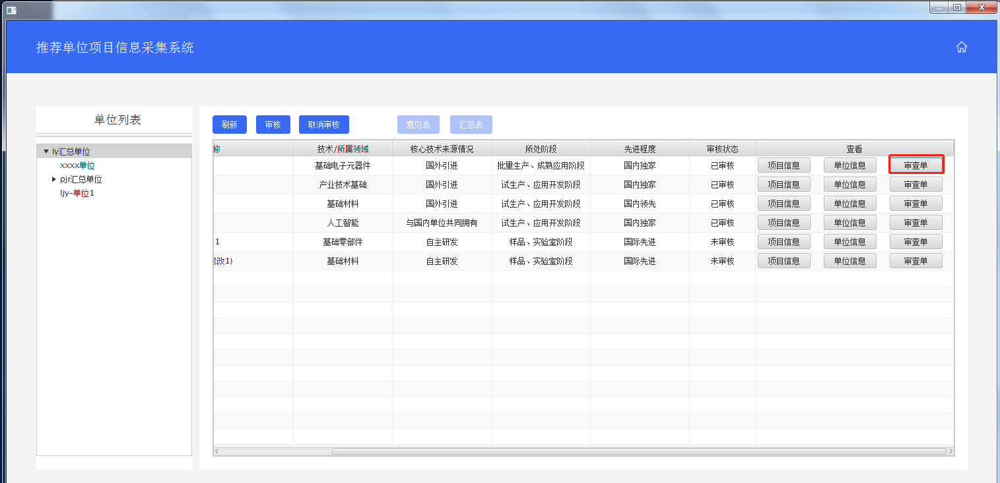 推荐单位项目信息采集系统
单位列表
ly汇总单位
xxxx单位
pjr汇总单位
ljy-单位1
刷新 审核 取消审核 意见表 汇总表
称 技术/所属领域 核心技术来源情况 所处阶段 先进程度 审核状态 查看
基础电子元器件 国外引进 批量生产、成熟应用阶段 国内独家 已审核 项目信息 单位信息 审查单
产业技术基础 国外引进 试生产、应用开发阶段 国内独家 已审核 项目信息 单位信息 审查单
基础材料 国外引进 试生产、应用开发阶段 国内领先 已审核 项目信息 单位信息 审查单
人工智能 与国内单位共同拥有 试生产、应用开发阶段 国内独家 已审核 项目信息 单位信息 审查单
1 基础零部件 自主研发 样品、实验室阶段 国际先进 未审核 项目信息 单位信息 审查单
修改1) 基础材料 自主研发 样品、实验室阶段 国际先进 未审核 项目信息 单位信息 审查单